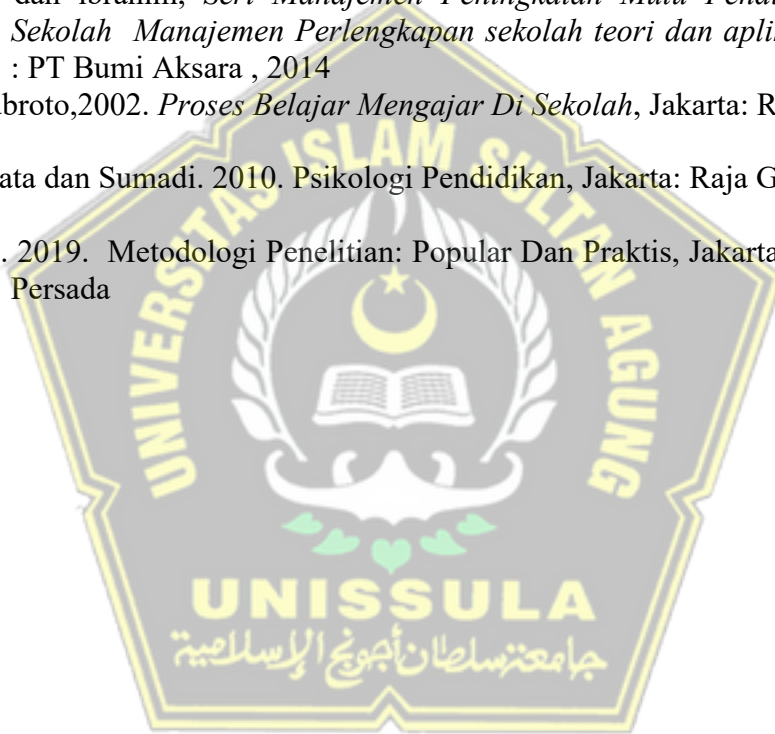 dan Ibrahim, Seri Manajemen Peningkatan Mutu
Sekolah Manajemen Perlengkapan sekolah teori dan
: PT Bumi Aksara , 2014
broto,2002. Proses Belajar Mengajar Di Sekolah, Jakarta: R
ata dan Sumadi. 2010. Psikologi Pendidikan, Jakarta: Raja G
. 2019. Metodologi Penelitian: Popular Dan Praktis, Jakarta
Persada
UNIVERSITAS ISLAM SULTAN AGUNG
UNISSULA
جامعة سلطان أجونج الإسلامية